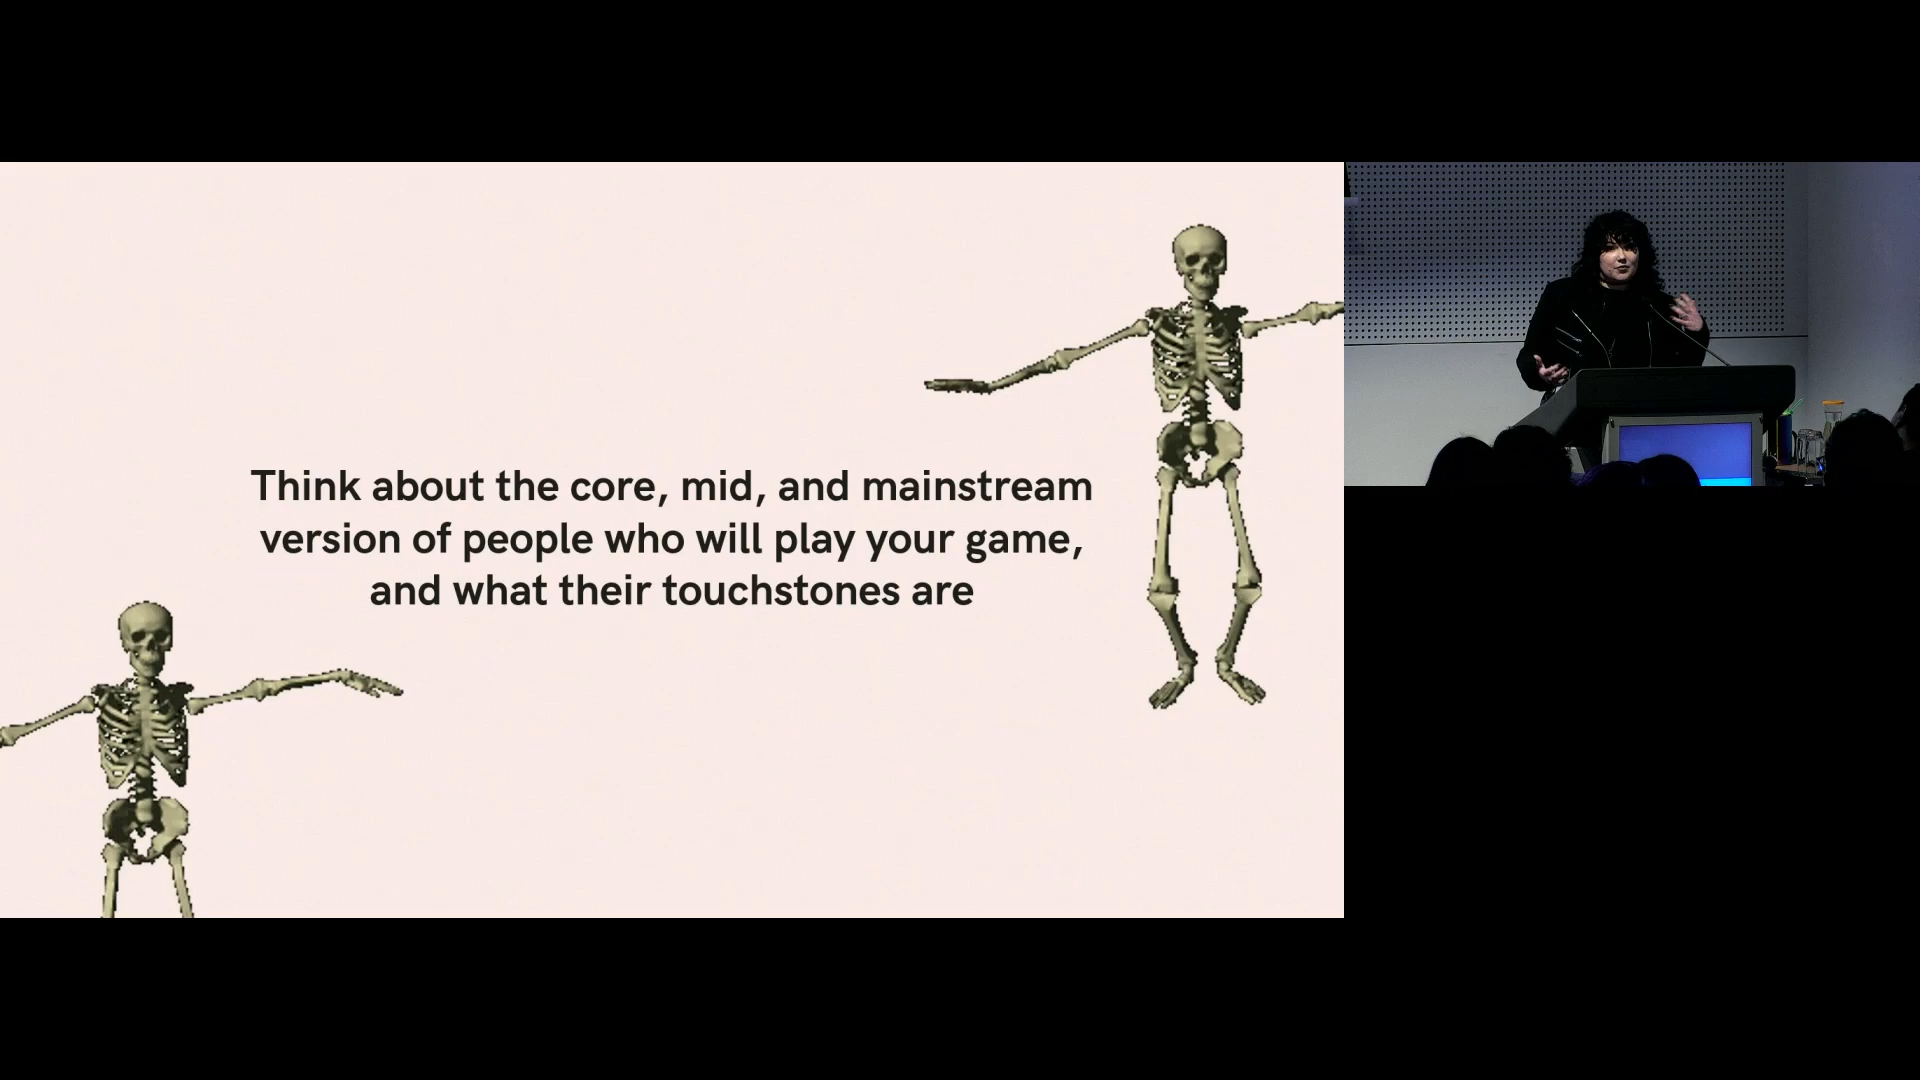 Think about the core, mid, and mainstream
version of people who will play your game,
and what their touchstones are